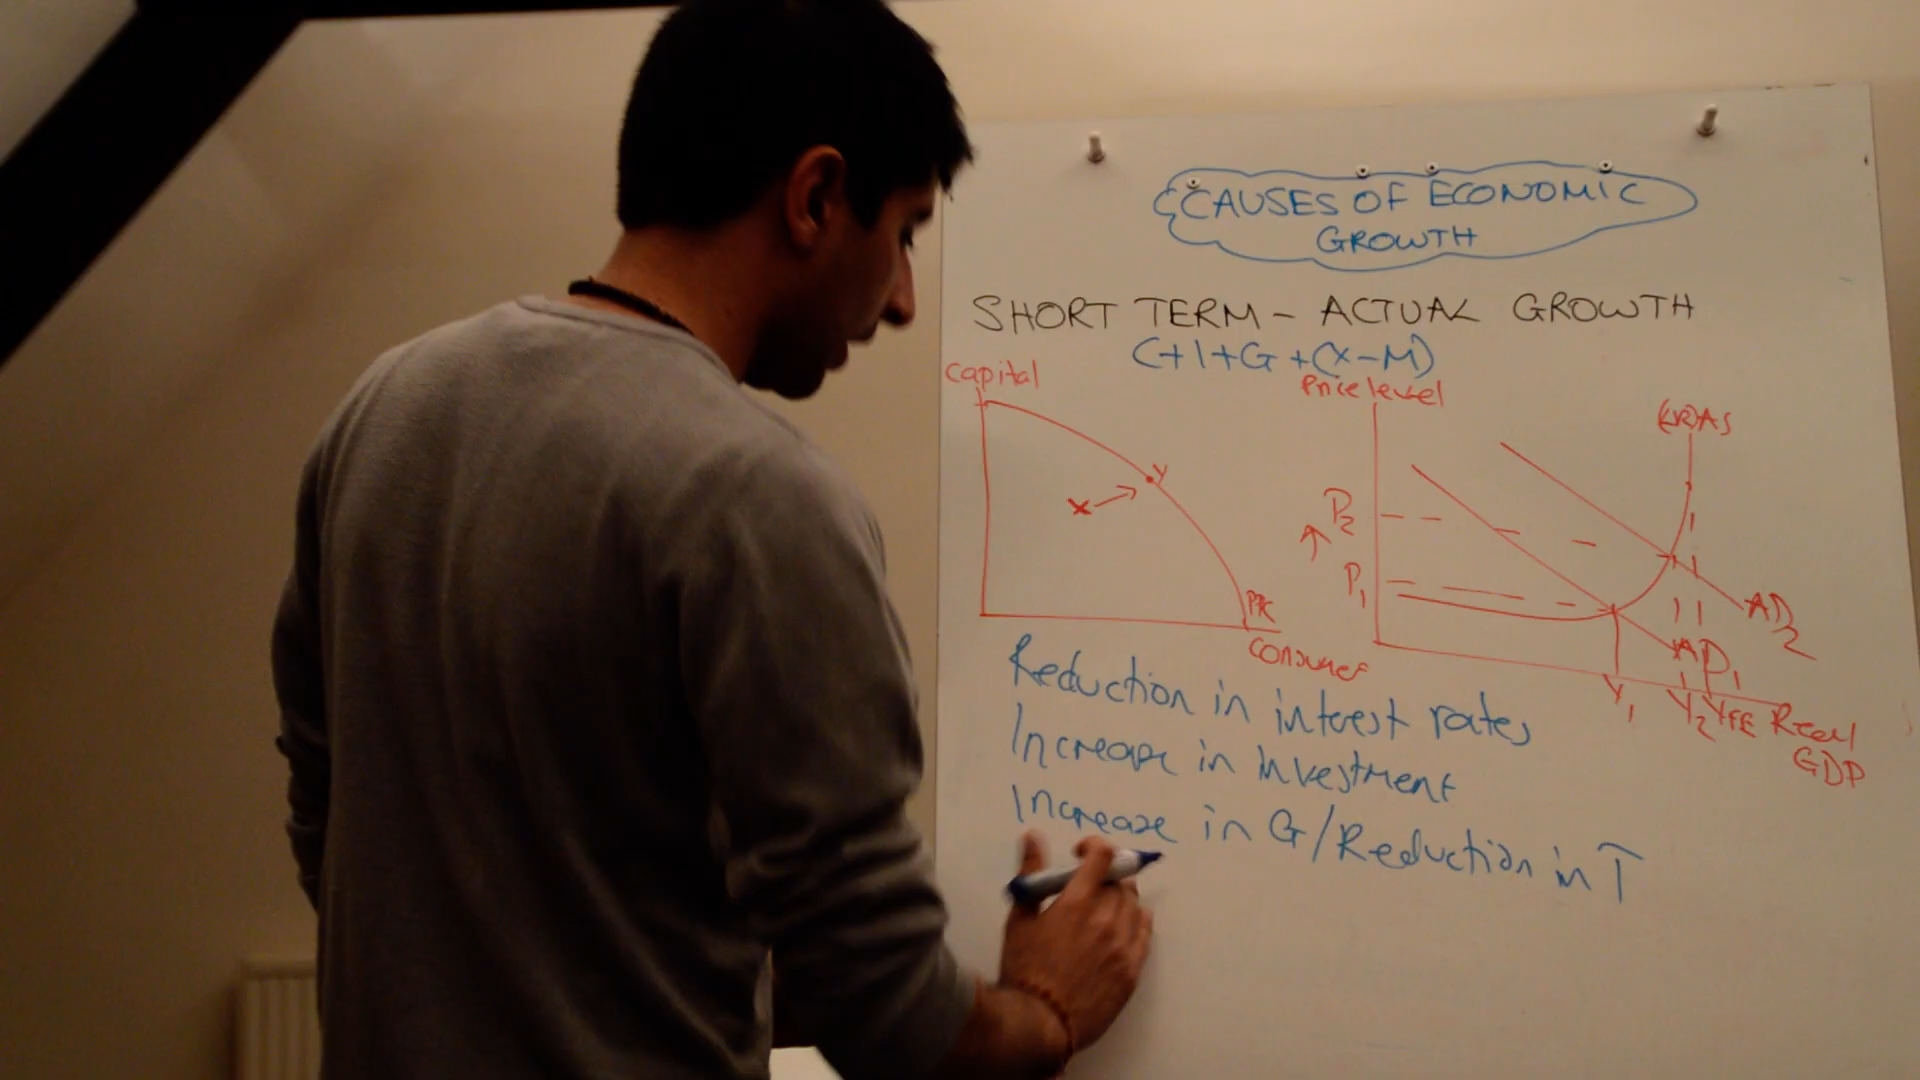 CAUSES OF ECONOMIC
GROWTH
SHORT TERM - ACTUAL GROWTH
C+I+G+(X-M)
Capital
Price level
(LR)AS
Y
X
P2
P1
PPC
Consumer
AD2
AD1
Y1
Y2
YFE
Real
GDP
Reduction in interest rates
Increase in investment
Increase in G/Reduction in T